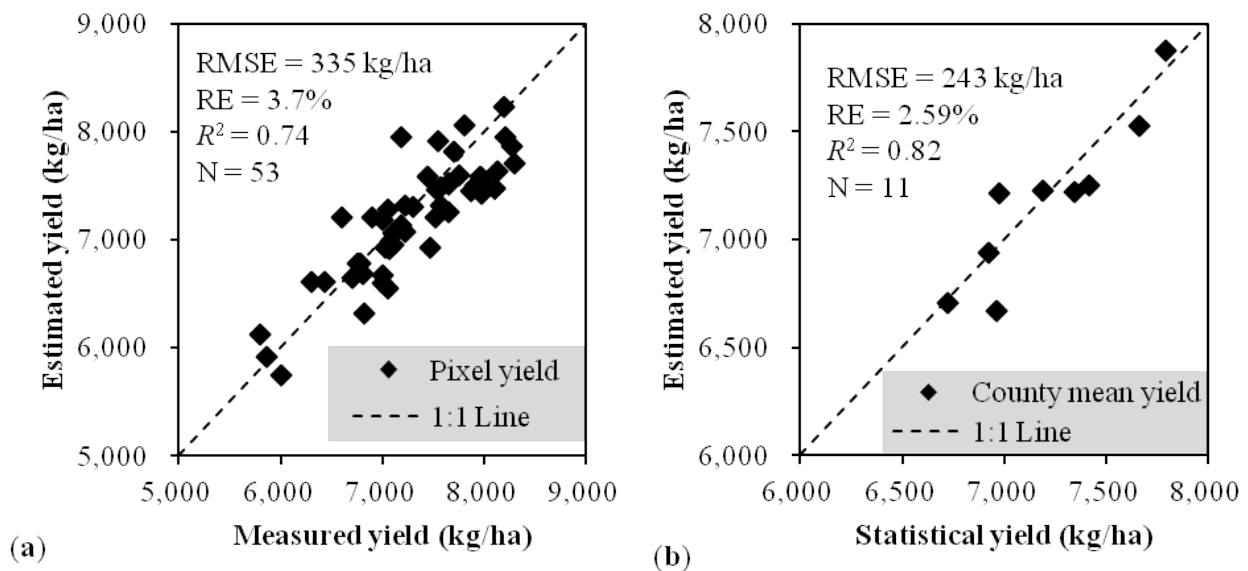 9,000
8,000
7,000
6,000
5,000
Estimated yield (kg/ha)
RMSE = 335 kg/ha
RE = 3.7%
R² = 0.74
N = 53
Pixel yield
1:1 Line
5,000 6,000 7,000 8,000 9,000
Measured yield (kg/ha)
(a)
8,000
7,500
7,000
6,500
6,000
Estimated yield (kg/ha)
RMSE = 243 kg/ha
RE = 2.59%
R² = 0.82
N = 11
County mean yield
1:1 Line
6,000 6,500 7,000 7,500 8,000
Statistical yield (kg/ha)
(b)